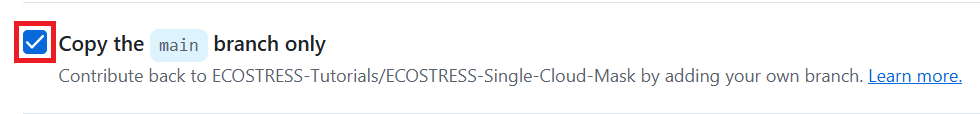 Copy the main branch only
Contribute back to ECOSTRESS-Tutorials/ECOSTRESS-Single-Cloud-Mask by adding your own branch. Learn more.